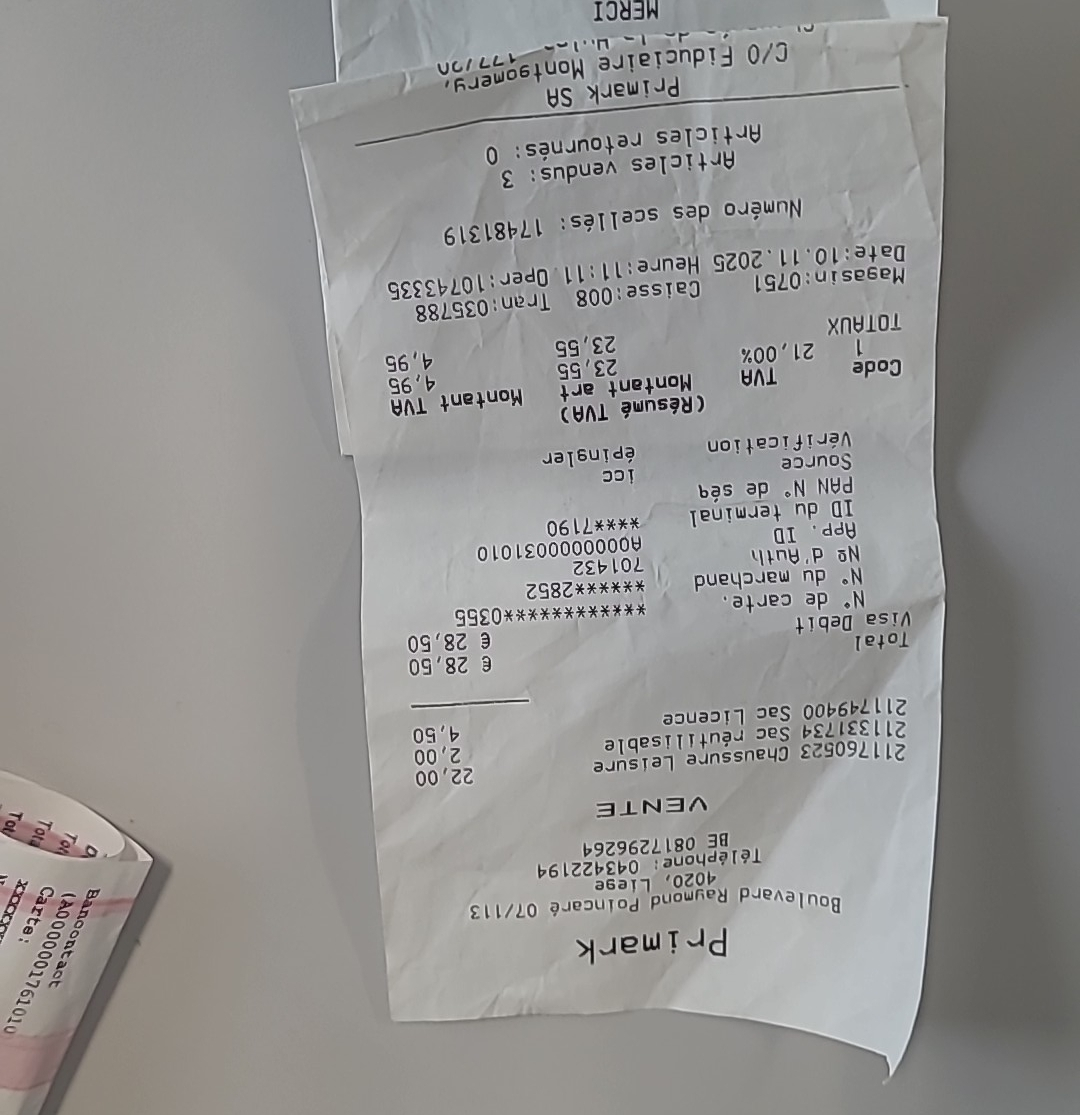 Primark
Boulevard Raymond Poincaré 07/113
4020, Liege
Téléphone: 043422194
BE 0817296264
VENTE
211760523 Chaussure Leisure 22,00
211331734 Sac réutilisable 2,00
211749400 Sac Licence 4,50
Total € 28,50
Visa Debit € 28,50
N° de carte. *************0355
N° du marchand *******2852
Nº d'Auth 701432
App. ID A0000000031010
ID du terminal ****7190
PAN N° de séq
Source icc
Vérification épingler
(Résumé TVA)
Code TVA Montant art Montant TVA
1 21,00% 23,55 4,95
TOTAUX 23,55 4,95
Magasin:0751 Caisse:008 Tran:035788
Date:10.11.2025 Heure:11:11 Oper:10743335
Numéro des scellés: 17481319
Articles vendus: 3
Articles retournés: 0
Primark SA
C/O Fiduciaire Montgomery,
MERCI
Bancontact
(A0000001761010
Carte: